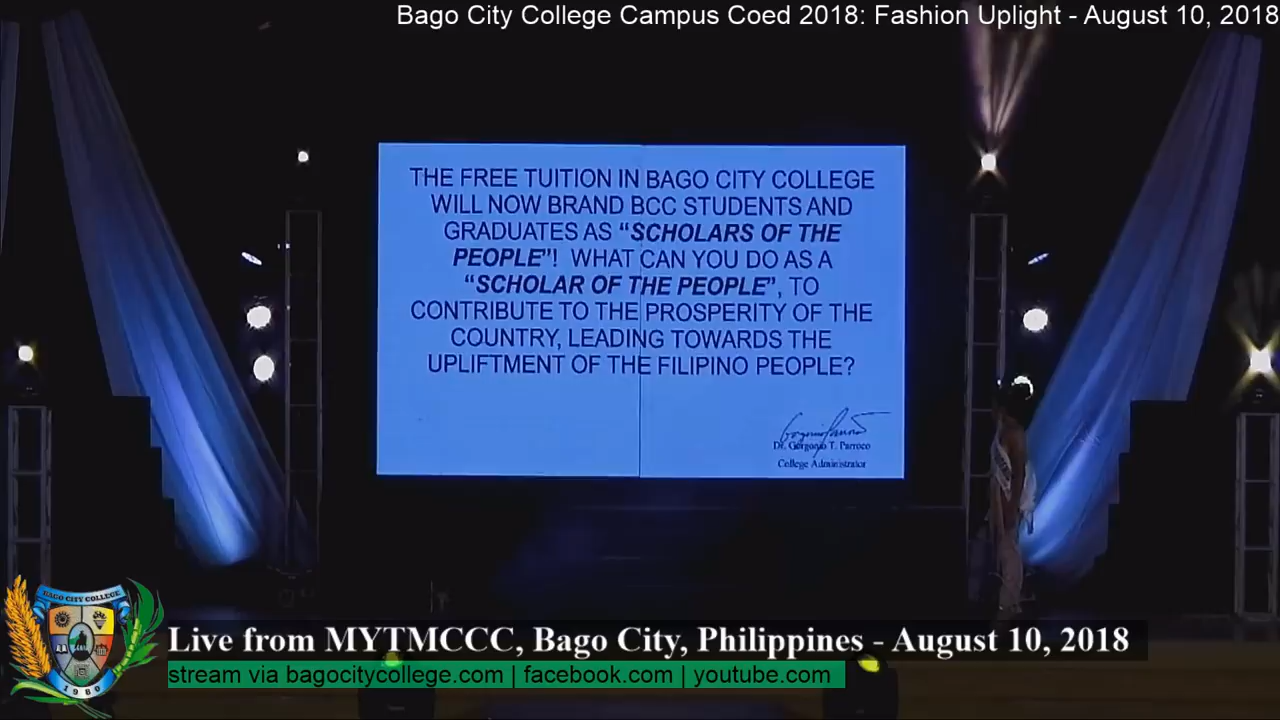 Bago City College Campus Coed 2018: Fashion Uplight - August 10, 2018
THE FREE TUITION IN BAGO CITY COLLEGE
WILL NOW BRAND BCC STUDENTS AND
GRADUATES AS “SCHOLARS OF THE
PEOPLE”! WHAT CAN YOU DO AS A
“SCHOLAR OF THE PEOPLE”, TO
CONTRIBUTE TO THE PROSPERITY OF THE
COUNTRY, LEADING TOWARDS THE
UPLIFTMENT OF THE FILIPINO PEOPLE?
Dr. Gorgonio T. Parroco
College Administrator
BAGO CITY COLLEGE
1980
Live from MYTMCCC, Bago City, Philippines - August 10, 2018
stream via bagocitycollege.com | facebook.com | youtube.com